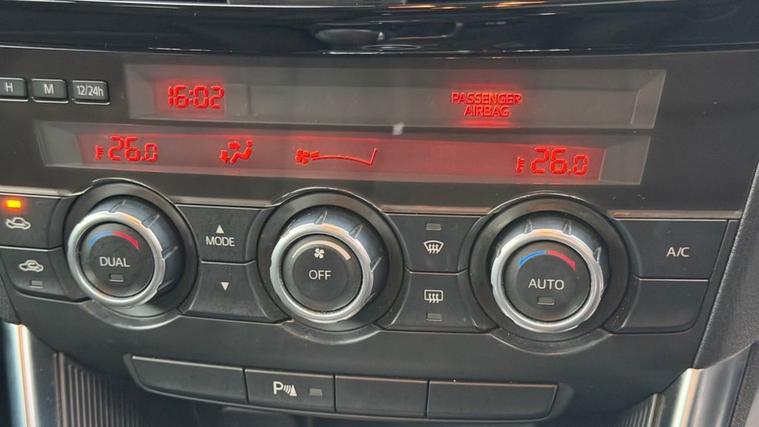 H M 12/24h
16:02
PASSENGER
AIRBAG
26.0 26.0
DUAL
MODE
OFF
AUTO
A/C
P